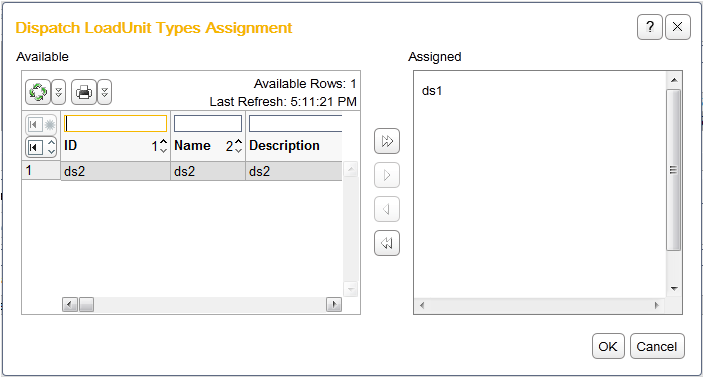 Dispatch LoadUnit Types Assignment
?
Available
Assigned
Available Rows: 1
Last Refresh: 5:11:21 PM
ID 1 Name 2 Description
1 ds2 ds2 ds2
ds1
OK Cancel